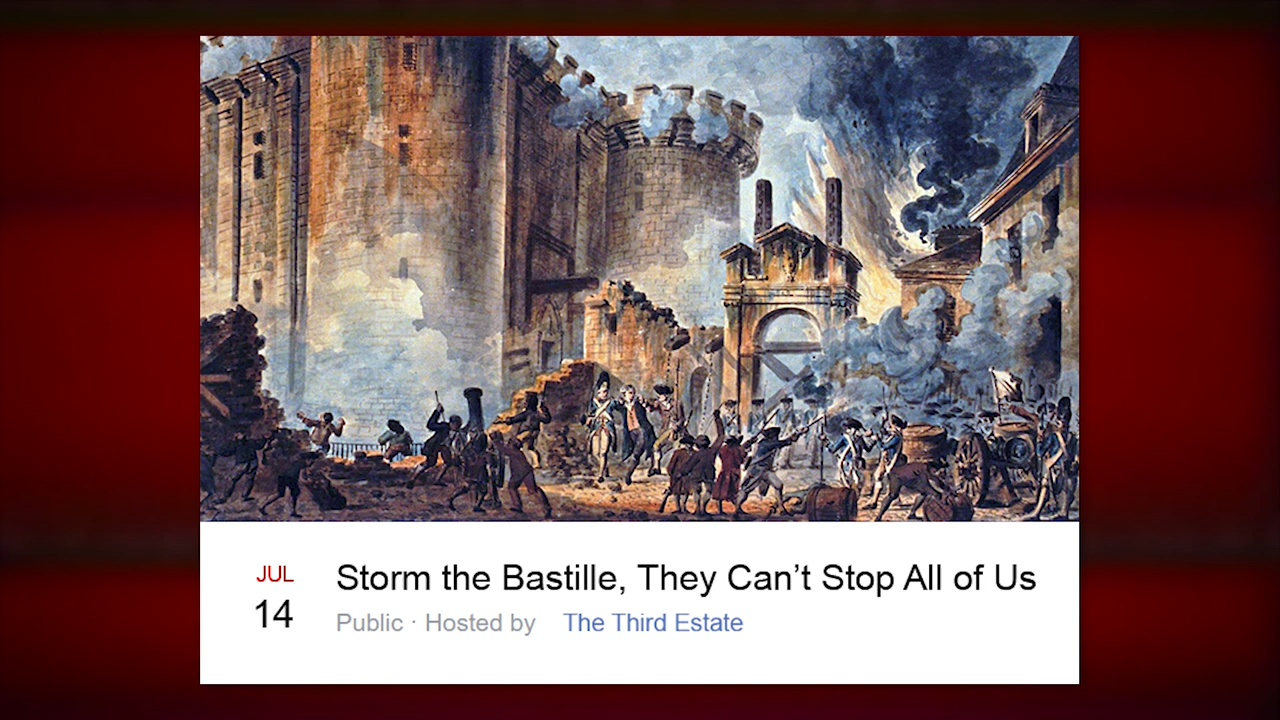 JUL
14
Storm the Bastille, They Can’t Stop All of Us
Public · Hosted by The Third Estate